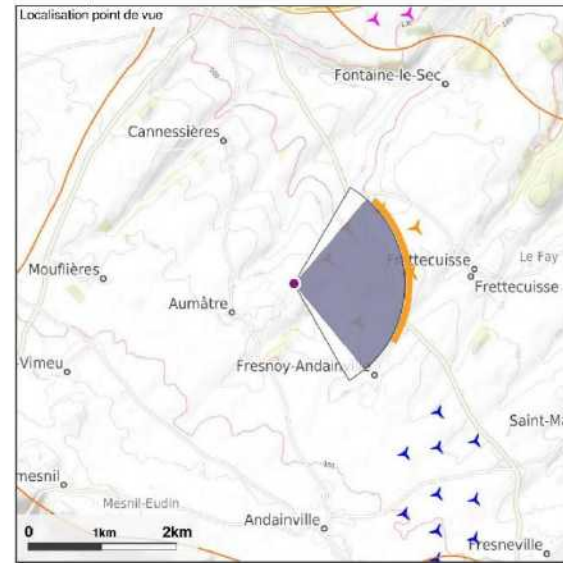 Localisation point de vue
Fontaine-le-Sec
Cannessières
Frettecuisse
Le Fay
Mouflières
Frettecuisse
Aumâtre
-Vimeu
Fresnoy-Andainville
Saint-Ma
mesnil
Mesnil-Eudin
Andainville
Fresneville
0 1km 2km